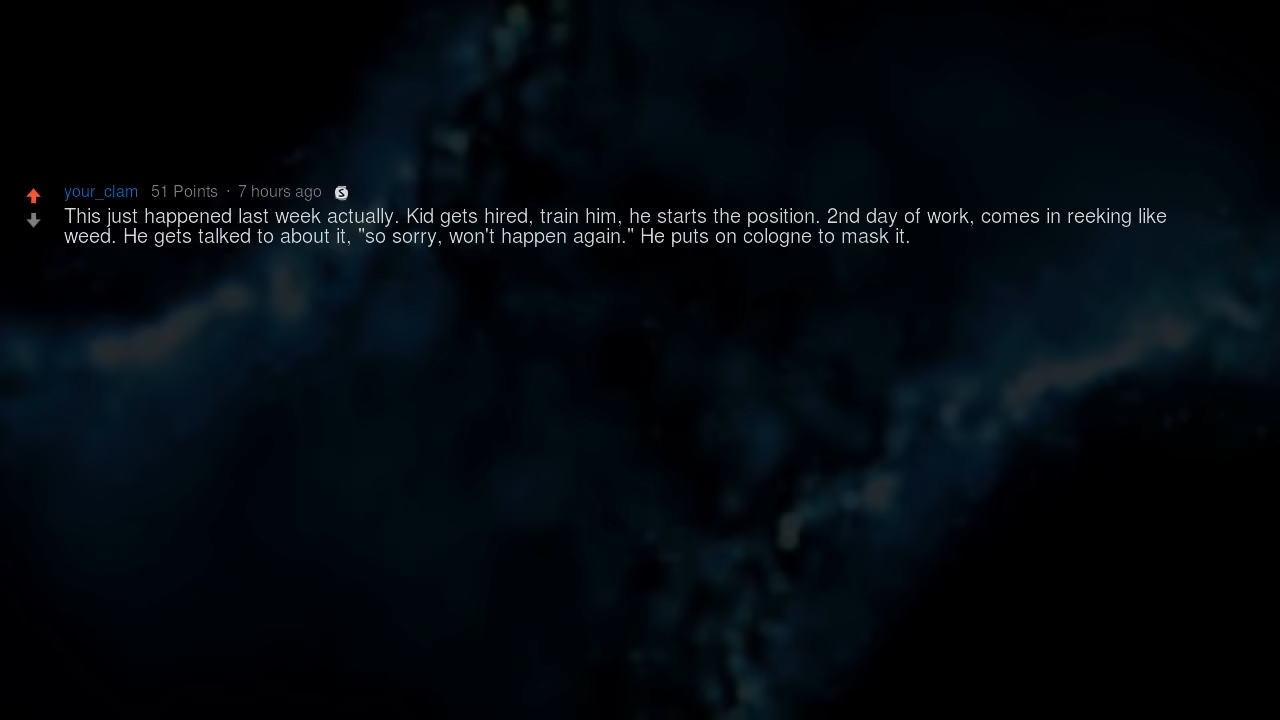 your_clam 51 Points · 7 hours ago
This just happened last week actually. Kid gets hired, train him, he starts the position. 2nd day of work, comes in reeking like
weed. He gets talked to about it, "so sorry, won't happen again." He puts on cologne to mask it.